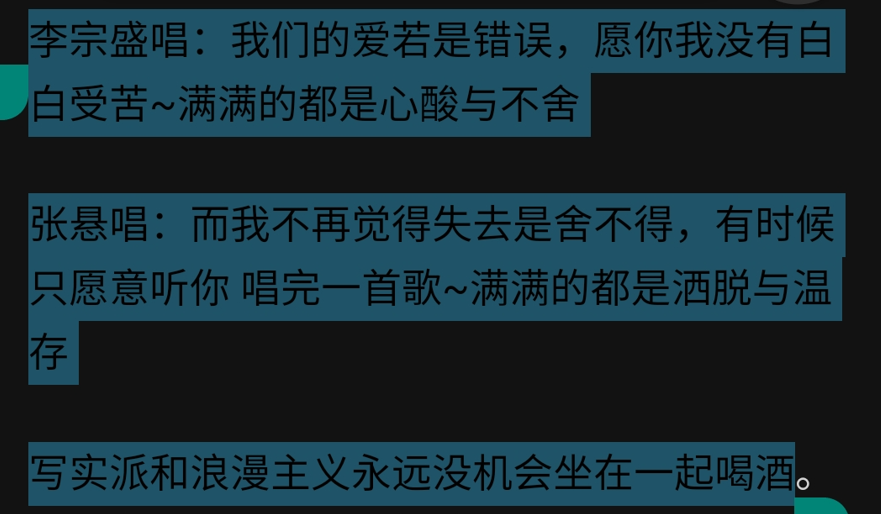 李宗盛唱：我们的爱若是错误，愿你我没有白
白受苦~满满的都是心酸与不舍
张悬唱：而我不再觉得失去是舍不得，有时候
只愿意听你 唱完一首歌~满满的都是洒脱与温
存
写实派和浪漫主义永远没机会坐在一起喝酒。